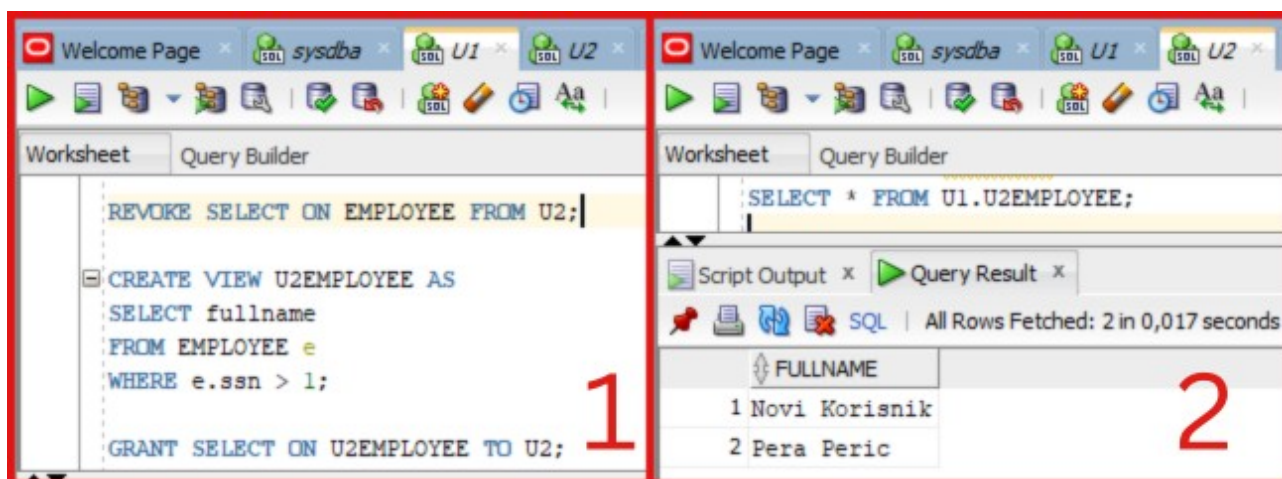 Welcome Page × sysdba × U1 × U2 ×
Worksheet Query Builder
REVOKE SELECT ON EMPLOYEE FROM U2;
CREATE VIEW U2EMPLOYEE AS
SELECT fullname
FROM EMPLOYEE e
WHERE e.ssn > 1;
GRANT SELECT ON U2EMPLOYEE TO U2;
1
Welcome Page × sysdba × U1 × U2 ×
Worksheet Query Builder
SELECT * FROM U1.U2EMPLOYEE;
Script Output × Query Result ×
SQL | All Rows Fetched: 2 in 0,017 seconds
FULLNAME
1 Novi Korisnik
2 Pera Peric
2